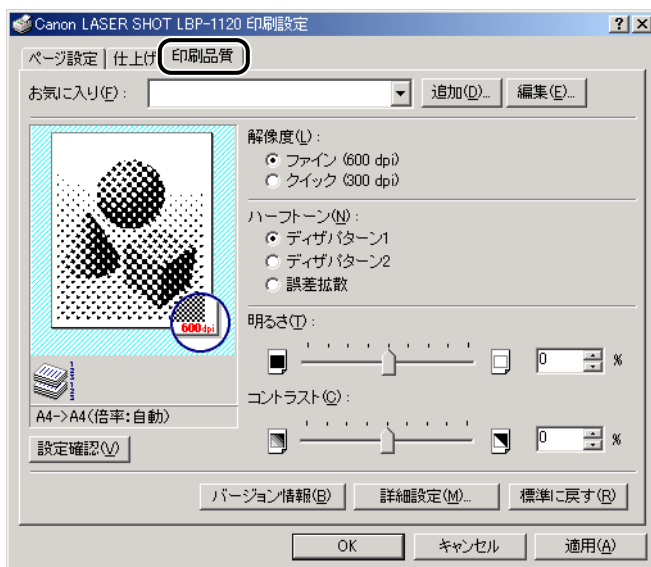 Canon LASER SHOT LBP-1120 印刷設定
ページ設定 仕上げ 印刷品質
お気に入り(F): 追加(D)... 編集(E)...
解像度(L):
ファイン (600 dpi)
クイック (300 dpi)
ハーフトーン(N):
ディザパターン1
ディザパターン2
誤差拡散
600dpi
明るさ(T):
0 %
コントラスト(C):
0 %
A4->A4(倍率:自動)
設定確認(V)
バージョン情報(B) 詳細設定(M)... 標準に戻す(R)
OK キャンセル 適用(A)